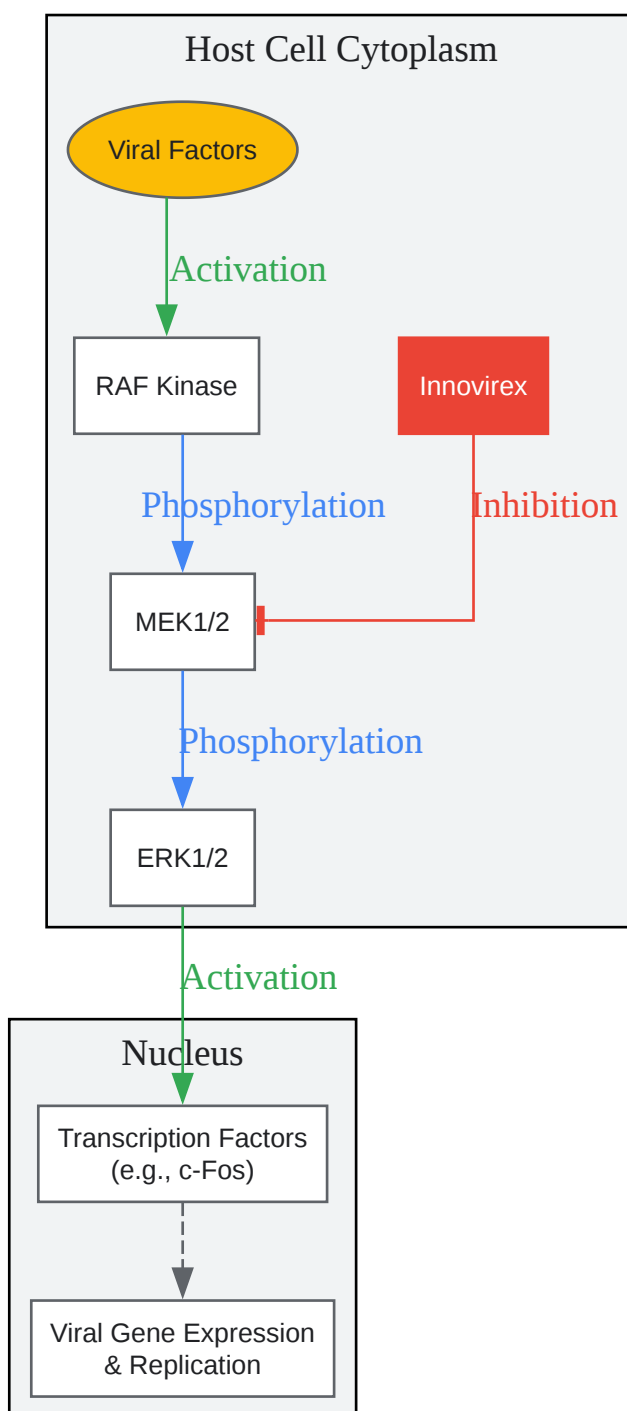 Host Cell Cytoplasm
Viral Factors
Activation
RAF Kinase
Innovirex
Phosphorylation
Inhibition
MEK1/2
Phosphorylation
ERK1/2
Activation
Nucleus
Transcription Factors
(e.g., c-Fos)
Viral Gene Expression
& Replication